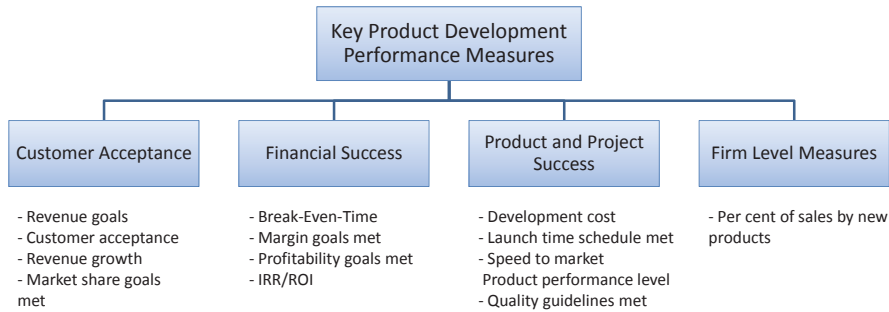 Key Product Development
Performance Measures
Customer Acceptance
Financial Success
Product and Project
Success
Firm Level Measures
- Revenue goals
- Customer acceptance
- Revenue growth
- Market share goals
met
- Break-Even-Time
- Margin goals met
- Profitability goals met
- IRR/ROI
- Development cost
- Launch time schedule met
- Speed to market
Product performance level
- Quality guidelines met
- Per cent of sales by new
products